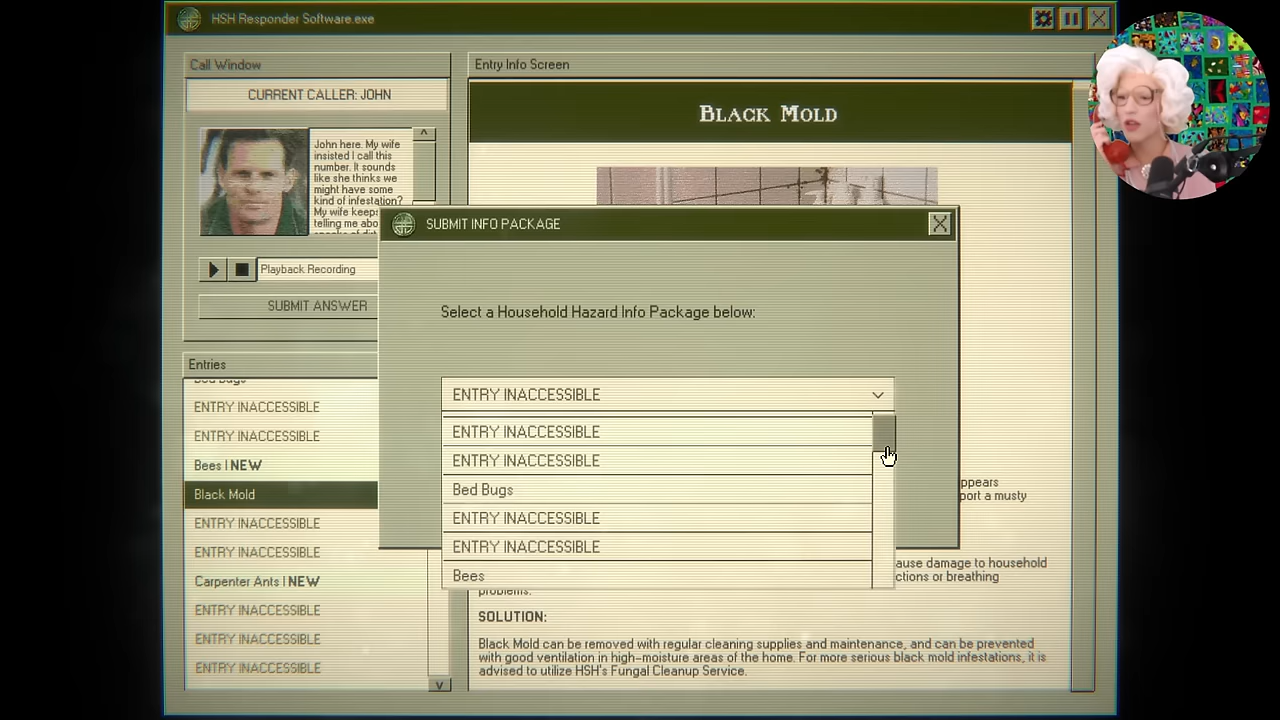 HSH Responder Software.exe
Call Window
CURRENT CALLER: JOHN
John here. My wife
insisted I call this
number. It sounds
like she thinks we
might have some
kind of infestation?
My wife keeps
telling me abo
Playback Recording
SUBMIT ANSWER
Entries
Bed Bugs
ENTRY INACCESSIBLE
ENTRY INACCESSIBLE
Bees | NEW
Black Mold
ENTRY INACCESSIBLE
ENTRY INACCESSIBLE
Carpenter Ants | NEW
ENTRY INACCESSIBLE
ENTRY INACCESSIBLE
ENTRY INACCESSIBLE
Entry Info Screen
BLACK MOLD
SUBMIT INFO PACKAGE
Select a Household Hazard Info Package below:
ENTRY INACCESSIBLE
ENTRY INACCESSIBLE
ENTRY INACCESSIBLE
Bed Bugs
ENTRY INACCESSIBLE
ENTRY INACCESSIBLE
Bees
ppears
port a musty
ause damage to household
ctions or breathing
problems.
SOLUTION:
Black Mold can be removed with regular cleaning supplies and maintenance, and can be prevented
with good ventilation in high-moisture areas of the home. For more serious black mold infestations, it is
advised to utilize HSH's Fungal Cleanup Service.